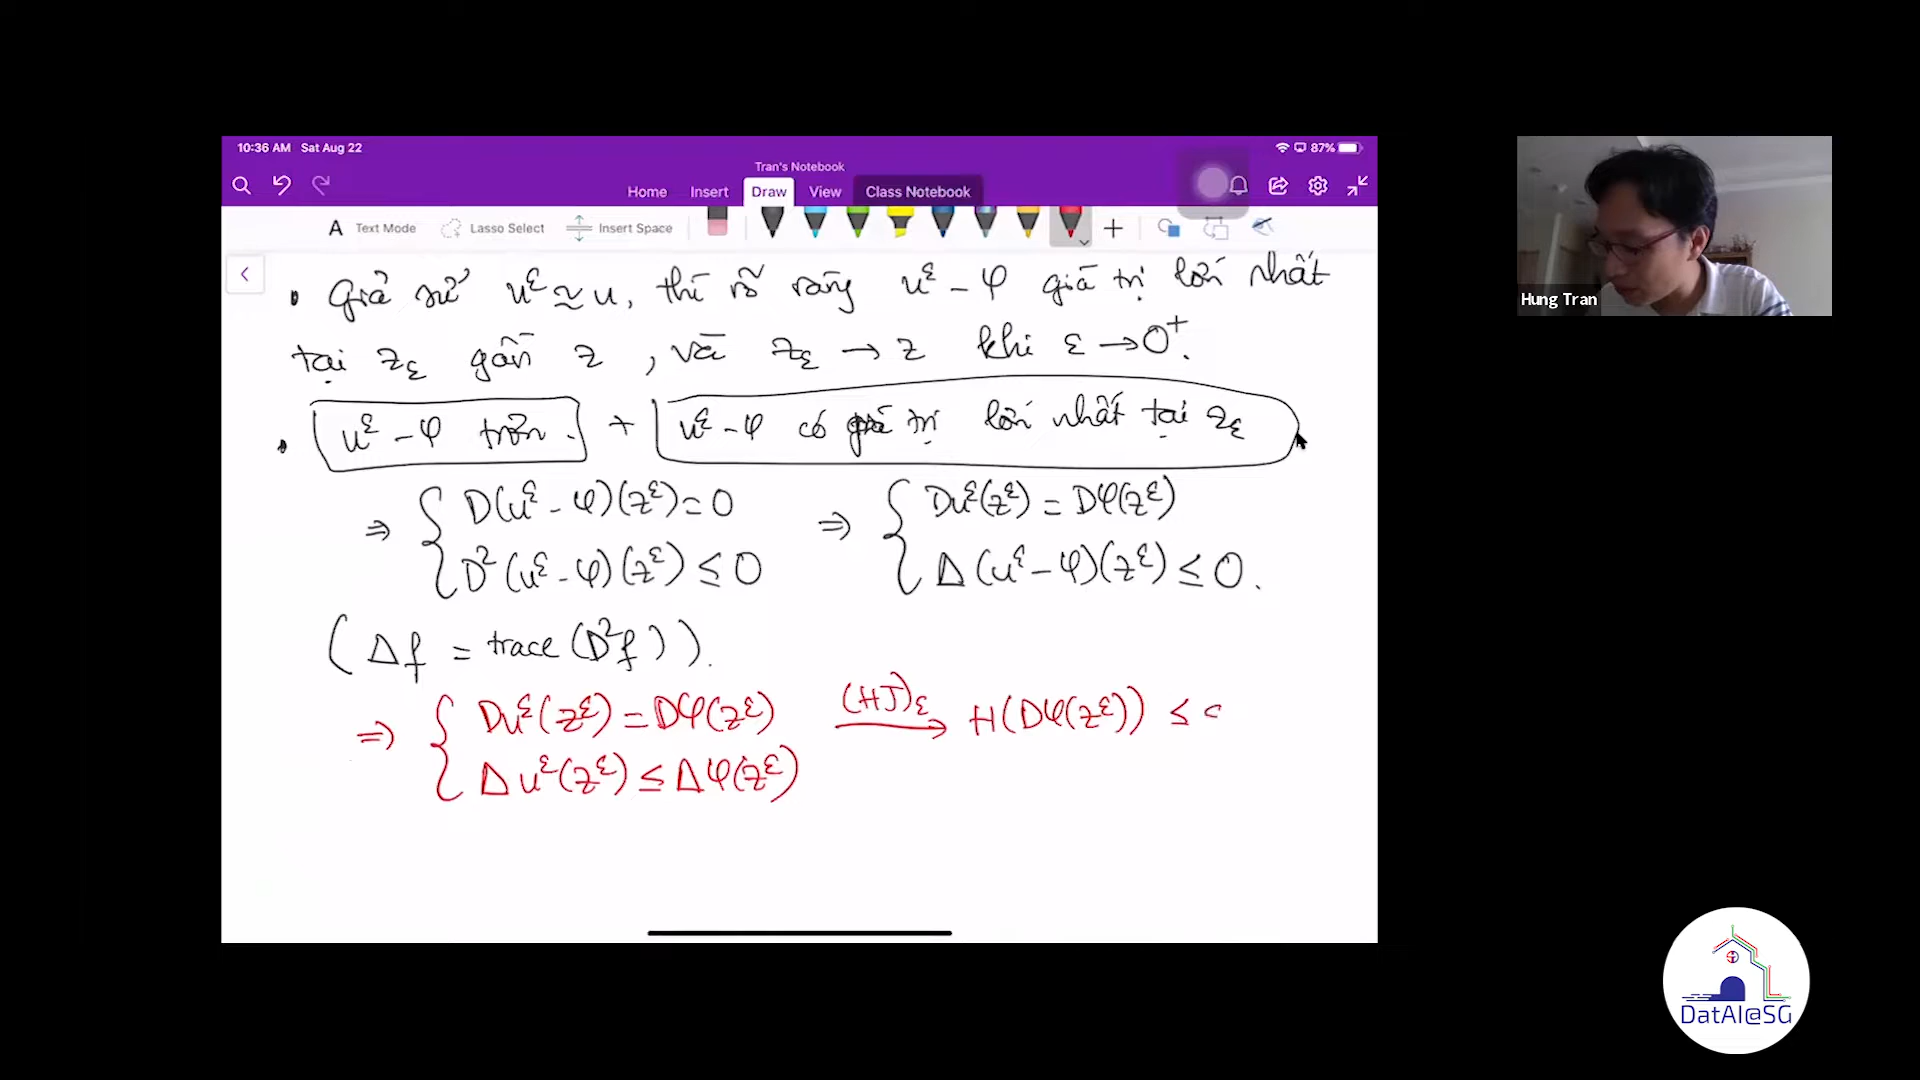 10:36 AM Sat Aug 22
87%
Tran's Notebook
Home Insert Draw View Class Notebook
A Text Mode Lasso Select Insert Space
• Giả sử u^ε ≃ u, thì rõ ràng u^ε − φ giá trị lớn nhất
tại z_ε gần z, và z_ε → z khi ε → 0⁺.
• u^ε − φ trơn. + u^ε − φ có giá trị lớn nhất tại z_ε
⇒ { D(u^ε − φ)(z^ε) = 0 ⇒ { Du^ε(z^ε) = Dφ(z^ε)
D²(u^ε − φ)(z^ε) ≤ 0 Δ(u^ε − φ)(z^ε) ≤ 0.
(Δf = trace(D²f)).
⇒ { Du^ε(z^ε) = Dφ(z^ε) (HJ)_ε → H(Dφ(z^ε)) ≤
Δu^ε(z^ε) ≤ Δφ(z^ε)
Hung Tran
DatAI@SG